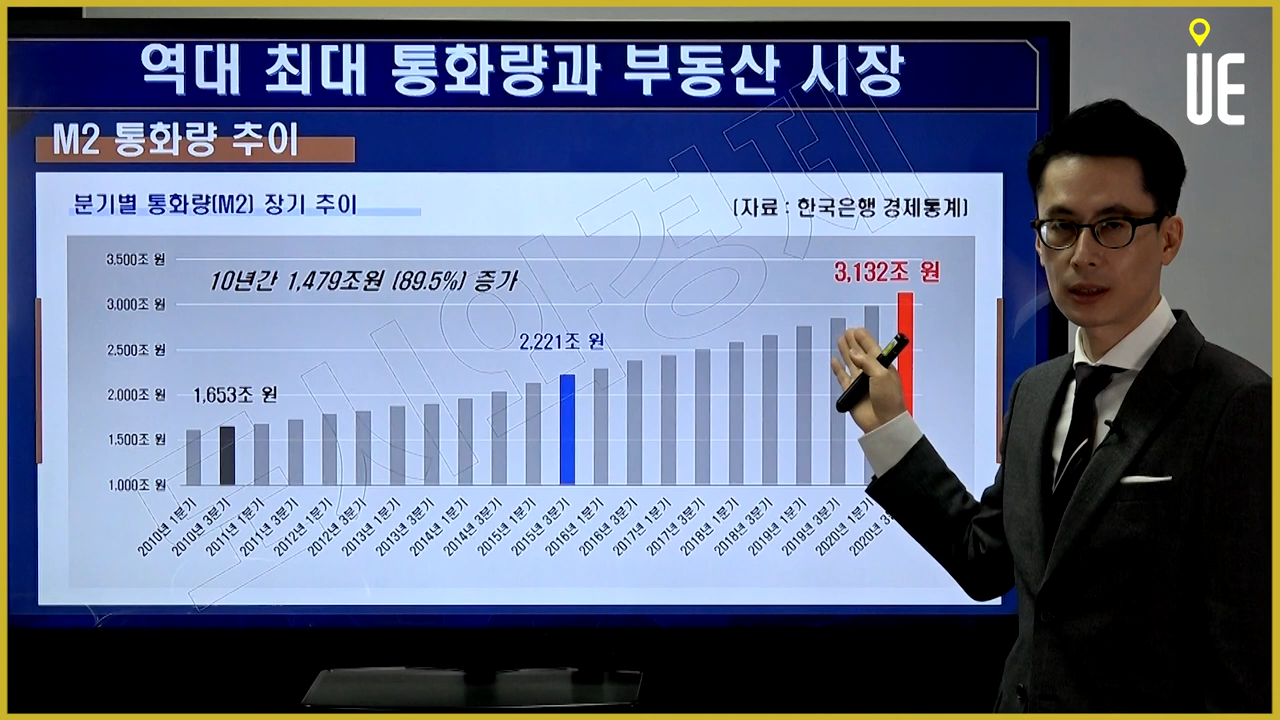 UE
역대 최대 통화량과 부동산 시장
M2 통화량 추이
분기별 통화량(M2) 장기 추이
(자료 : 한국은행 경제통계)
3,500조 원
10년간 1,479조원 (89.5%) 증가
3,132조 원
3,000조 원
2,221조 원
2,500조 원
2,000조 원
1,653조 원
1,500조 원
1,000조 원
2010년 1분기
2010년 3분기
2011년 1분기
2011년 3분기
2012년 1분기
2012년 3분기
2013년 1분기
2013년 3분기
2014년 1분기
2014년 3분기
2015년 1분기
2015년 3분기
2016년 1분기
2016년 3분기
2017년 1분기
2017년 3분기
2018년 1분기
2018년 3분기
2019년 1분기
2019년 3분기
2020년 1분기
2020년 3분
도시와경제